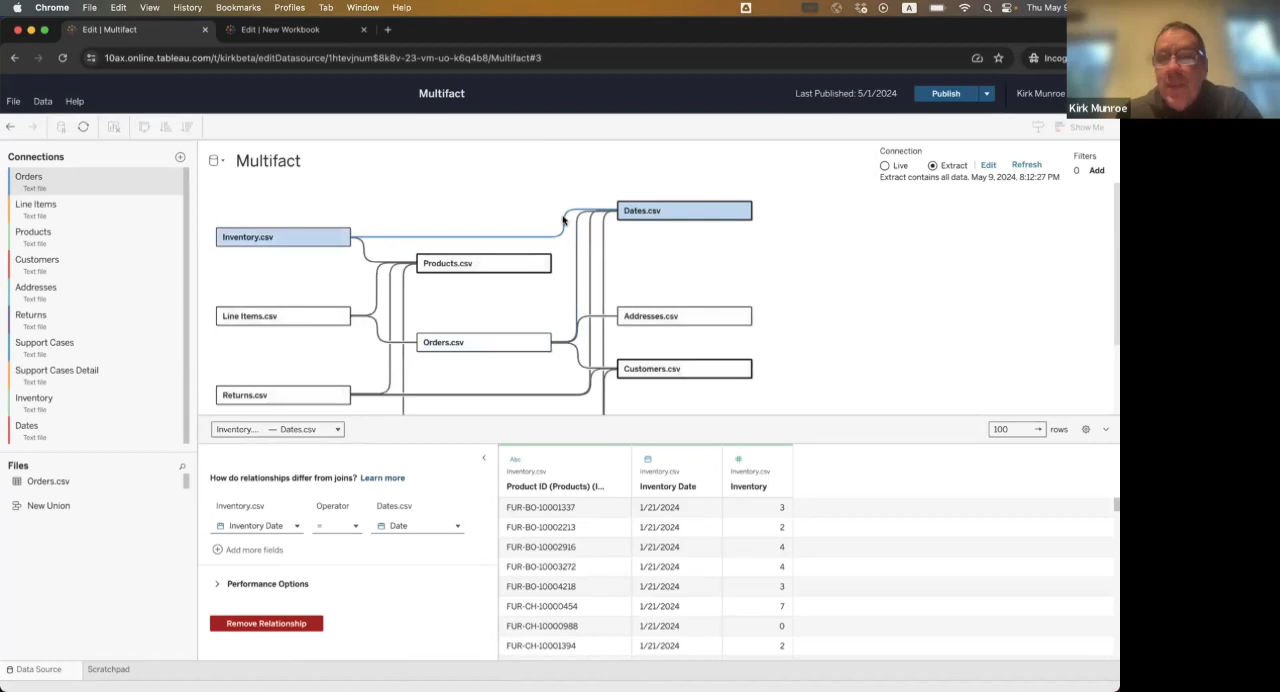 Chrome File Edit View History Bookmarks Profiles Tab Window Help
A
Thu May 9
Edit | Multifact
Edit | New Workbook
10ax.online.tableau.com/t/kirkbeta/editDatasource/1htevjnum$8k8v-23-vm-uo-k6q4b8/Multifact#3
Incog
File Data Help
Multifact
Last Published: 5/1/2024
Publish
Kirk Munroe
Kirk Munroe
Show Me
Connections
Orders
Text file
Line Items
Text file
Products
Text file
Customers
Text file
Addresses
Text file
Returns
Text file
Support Cases
Text file
Support Cases Detail
Text file
Inventory
Text file
Dates
Text file
Files
Orders.csv
New Union
Multifact
Connection
Live
Extract
Edit
Refresh
Extract contains all data. May 9, 2024, 8:12:27 PM
Filters
0 Add
Dates.csv
Inventory.csv
Products.csv
Line Items.csv
Addresses.csv
Orders.csv
Customers.csv
Returns.csv
Inventory.... — Dates.csv
100 → rows
How do relationships differ from joins? Learn more
Inventory.csv Operator Dates.csv
Inventory Date = Date
Add more fields
Performance Options
Remove Relationship
Abc
Inventory.csv Inventory.csv Inventory.csv
Product ID (Products) (I... Inventory Date Inventory
FUR-BO-10001337 1/21/2024 3
FUR-BO-10002213 1/21/2024 2
FUR-BO-10002916 1/21/2024 4
FUR-BO-10003272 1/21/2024 4
FUR-BO-10004218 1/21/2024 3
FUR-CH-10000454 1/21/2024 7
FUR-CH-10000988 1/21/2024 0
FUR-CH-10001394 1/21/2024 2
Data Source
Scratchpad